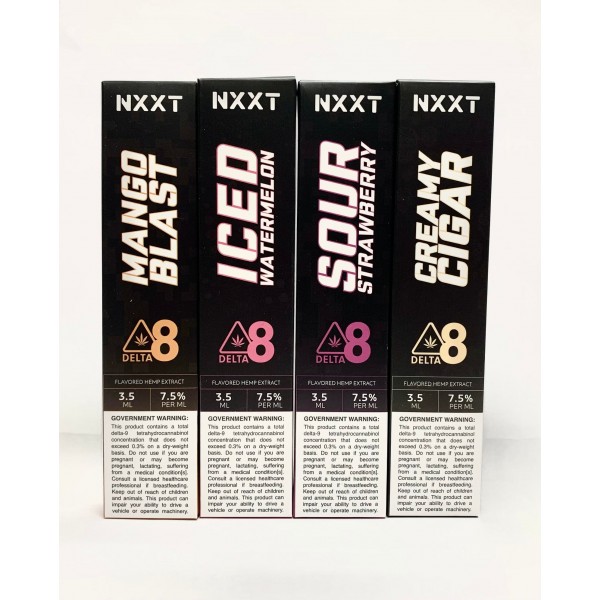 NXXT
MANGO
BLAST
DELTA 8
FLAVORED HEMP EXTRACT
3.5 7.5%
ML PER ML
GOVERNMENT WARNING:
This product contains a total
delta-9 tetrahydrocannabinol
concentration that does not
exceed 0.3% on a dry-weight
basis. Do not use if you are
pregnant or may become
pregnant, lactating, suffering
from a medical condition[s].
Consult a licensed healthcare
professional if breastfeeding.
Keep out of reach of children
and animals. This product can
impair your ability to drive a
vehicle or operate machinery.
NXXT
ICED
WATERMELON
DELTA 8
FLAVORED HEMP EXTRACT
3.5 7.5%
ML PER ML
GOVERNMENT WARNING:
This product contains a total
delta-9 tetrahydrocannabinol
concentration that does not
exceed 0.3% on a dry-weight
basis. Do not use if you are
pregnant or may become
pregnant, lactating, suffering
from a medical condition[s].
Consult a licensed healthcare
professional if breastfeeding.
Keep out of reach of children
and animals. This product can
impair your ability to drive a
vehicle or operate machinery.
NXXT
SOUR
STRAWBERRY
DELTA 8
FLAVORED HEMP EXTRACT
3.5 7.5%
ML PER ML
GOVERNMENT WARNING:
This product contains a total
delta-9 tetrahydrocannabinol
concentration that does not
exceed 0.3% on a dry-weight
basis. Do not use if you are
pregnant or may become
pregnant, lactating, suffering
from a medical condition[s].
Consult a licensed healthcare
professional if breastfeeding.
Keep out of reach of children
and animals. This product can
impair your ability to drive a
vehicle or operate machinery.
NXXT
CREAMY
CIGAR
DELTA 8
FLAVORED HEMP EXTRACT
3.5 7.5%
ML PER ML
GOVERNMENT WARNING:
This product contains a total
delta-9 tetrahydrocannabinol
concentration that does not
exceed 0.3% on a dry-weight
basis. Do not use if you are
pregnant or may become
pregnant, lactating, suffering
from a medical condition[s].
Consult a licensed healthcare
professional if breastfeeding.
Keep out of reach of children
and animals. This product can
impair your ability to drive a
vehicle or operate machinery.